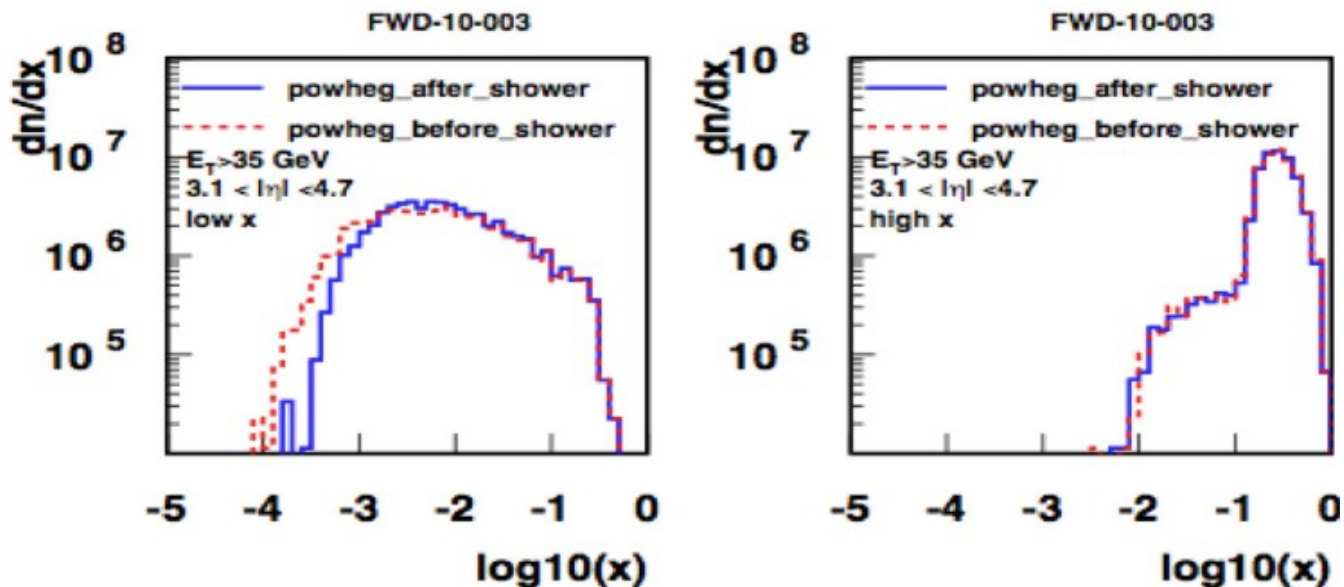 FWD-10-003
dn/dx
10^8
10^7
10^6
10^5
powheg_after_shower
powheg_before_shower
E_T>35 GeV
3.1 < |η| <4.7
low x
-5 -4 -3 -2 -1 0
log10(x)
FWD-10-003
dn/dx
10^8
10^7
10^6
10^5
powheg_after_shower
powheg_before_shower
E_T>35 GeV
3.1 < |η| <4.7
high x
-5 -4 -3 -2 -1 0
log10(x)